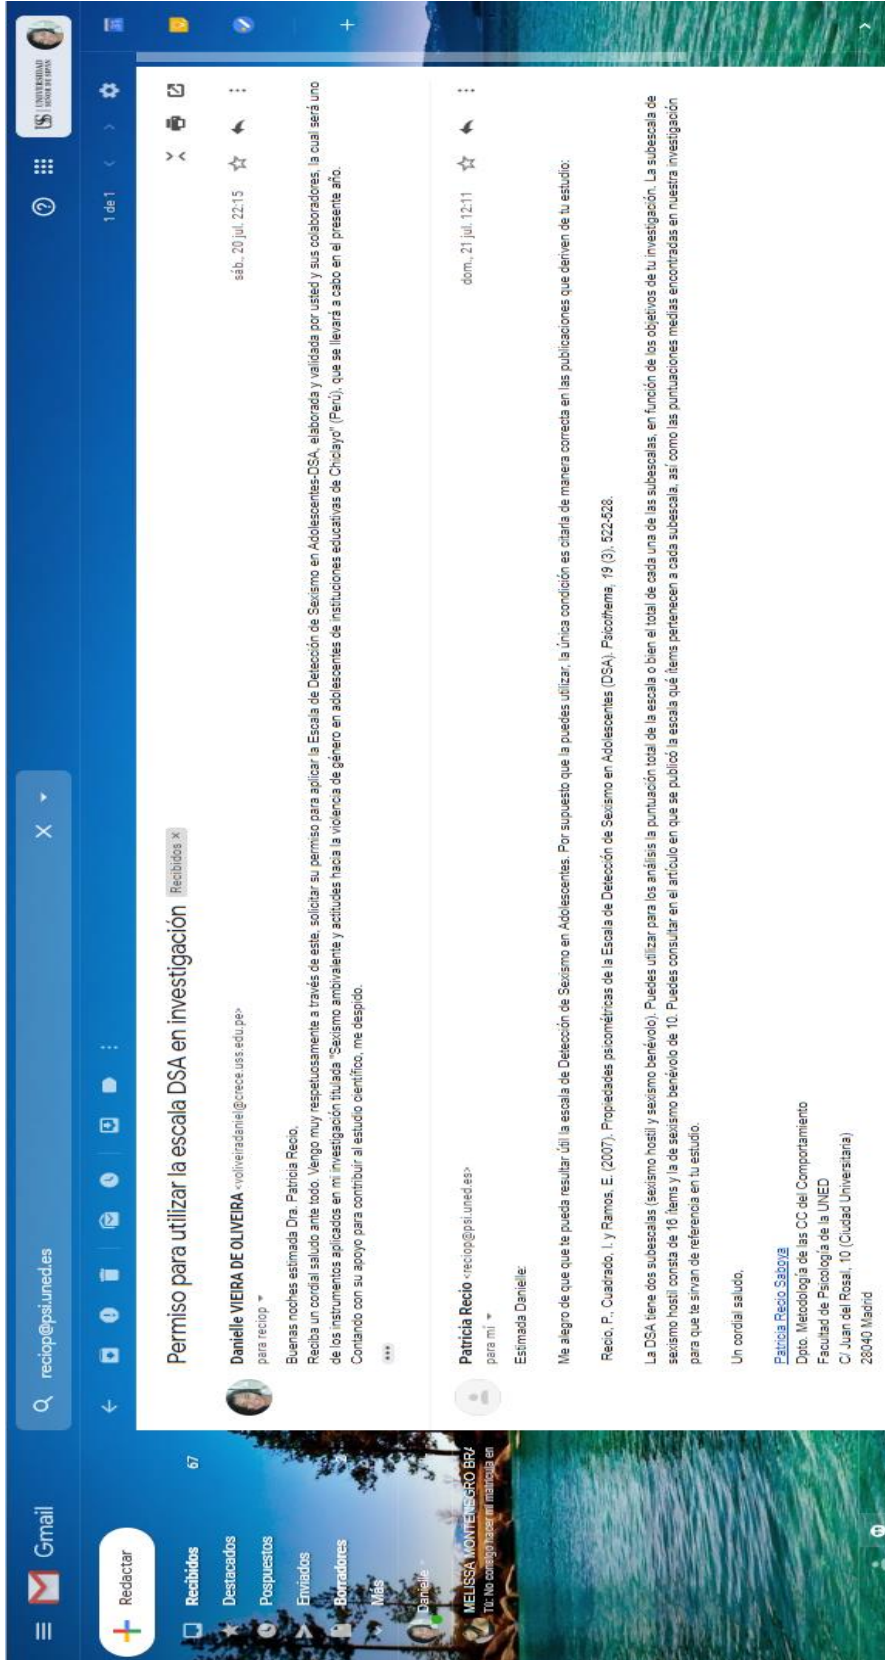 Gmail
reciop@psi.uned.es
UNIVERSIDAD
SEÑOR DE SIPÁN
Redactar
1 de 1
Recibidos 67
Destacados
Pospuestos
Enviados
Borradores
Más
Danielle
MELISSA MONTENEGRO BRA
Tú: No consigo hacer mi matrícula en
Permiso para utilizar la escala DSA en investigación Recibidos x
Danielle VIEIRA DE OLIVEIRA <voliveiradaniel@crece.uss.edu.pe> sáb., 20 jul. 22:15
para reciop
Buenas noches estimada Dra. Patricia Recio,
Reciba un cordial saludo ante todo. Vengo muy respetuosamente a través de este, solicitar su permiso para aplicar la Escala de Detección de Sexismo en Adolescentes-DSA, elaborada y validada por usted y sus colaboradores, la cual será uno
de los instrumentos aplicados en mi investigación titulada "Sexismo ambivalente y actitudes hacia la violencia de género en adolescentes de instituciones educativas de Chiclayo" (Perú), que se llevará a cabo en el presente año.
Contando con su apoyo para contribuir al estudio científico, me despido.
Patricia Recio <reciop@psi.uned.es> dom., 21 jul. 12:11
para mí
Estimada Danielle:
Me alegro de que que te pueda resultar útil la escala de Detección de Sexismo en Adolescentes. Por supuesto que la puedes utilizar, la única condición es citarla de manera correcta en las publicaciones que deriven de tu estudio:
Recio, P., Cuadrado, I. y Ramos, E. (2007). Propiedades psicométricas de la Escala de Detección de Sexismo en Adolescentes (DSA). Psicothema, 19 (3), 522-528.
La DSA tiene dos subescalas (sexismo hostil y sexismo benévolo). Puedes utilizar para los análisis la puntuación total de la escala o bien el total de cada una de las subescalas, en función de los objetivos de tu investigación. La subescala de
sexismo hostil consta de 16 ítems y la de sexismo benévolo de 10. Puedes consultar en el artículo en que se publicó la escala qué ítems pertenecen a cada subescala, así como las puntuaciones medias encontradas en nuestra investigación
para que te sirvan de referencia en tu estudio.
Un cordial saludo,
Patricia Recio Saboya
Dpto. Metodología de las CC del Comportamiento
Facultad de Psicología de la UNED
C/ Juan del Rosal, 10 (Ciudad Universitaria)
28040 Madrid